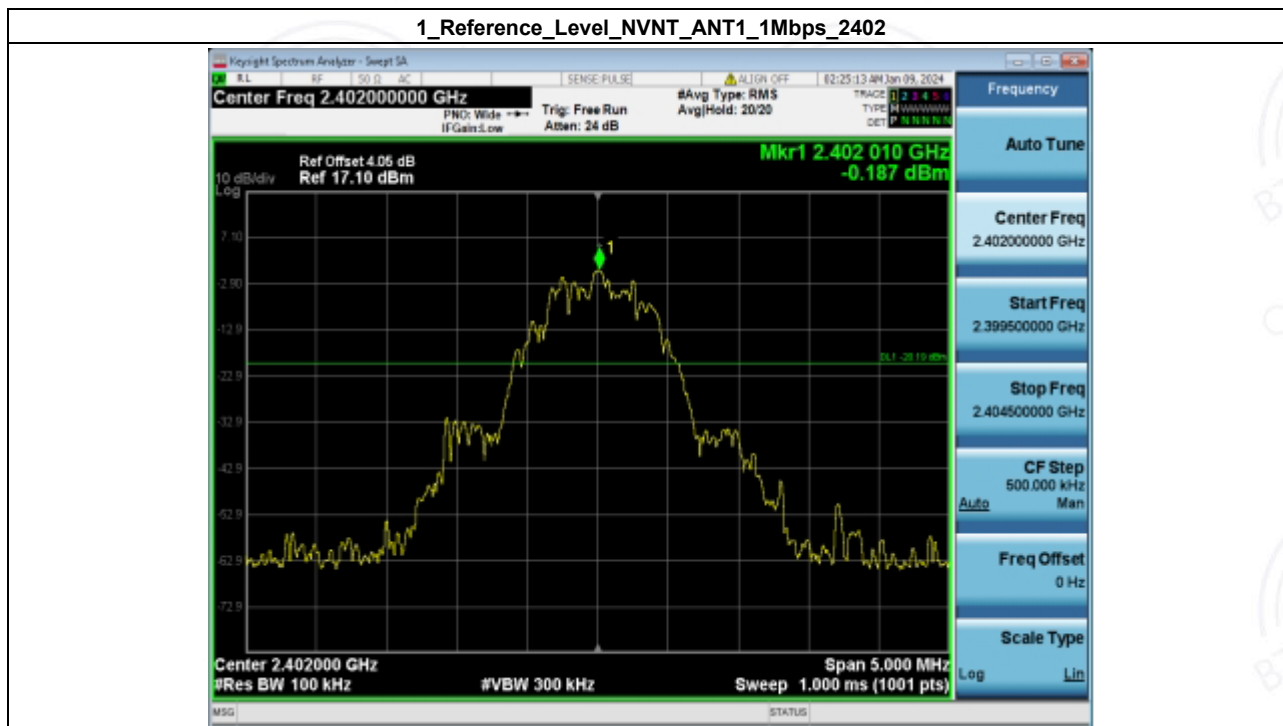 1_Reference_Level_NVNT_ANT1_1Mbps_2402
Keysight Spectrum Analyzer - Swept SA
RL RF 50 Ω AC SENSE:PULSE ALIGN OFF 02:25:13 AM Jan 09, 2024
Center Freq 2.402000000 GHz
PNO: Wide
IFGain:Low
Trig: Free Run
Atten: 24 dB
#Avg Type: RMS
Avg|Hold: 20/20
TRACE 1 2 3 4 5 6
TYPE M W W W W W
DET P N N N N N
Mkr1 2.402 010 GHz
-0.187 dBm
Ref Offset 4.05 dB
10 dB/div Ref 17.10 dBm
Log
7.10
1
-2.90
-12.9
DL1 -20.19 dBm
-22.9
-32.9
-42.9
-52.9
-62.9
-72.9
Center 2.402000 GHz Span 5.000 MHz
#Res BW 100 kHz #VBW 300 kHz Sweep 1.000 ms (1001 pts)
MSG STATUS
Frequency
Auto Tune
Center Freq
2.402000000 GHz
Start Freq
2.399500000 GHz
Stop Freq
2.404500000 GHz
CF Step
500.000 kHz
Auto Man
Freq Offset
0 Hz
Scale Type
Log Lin